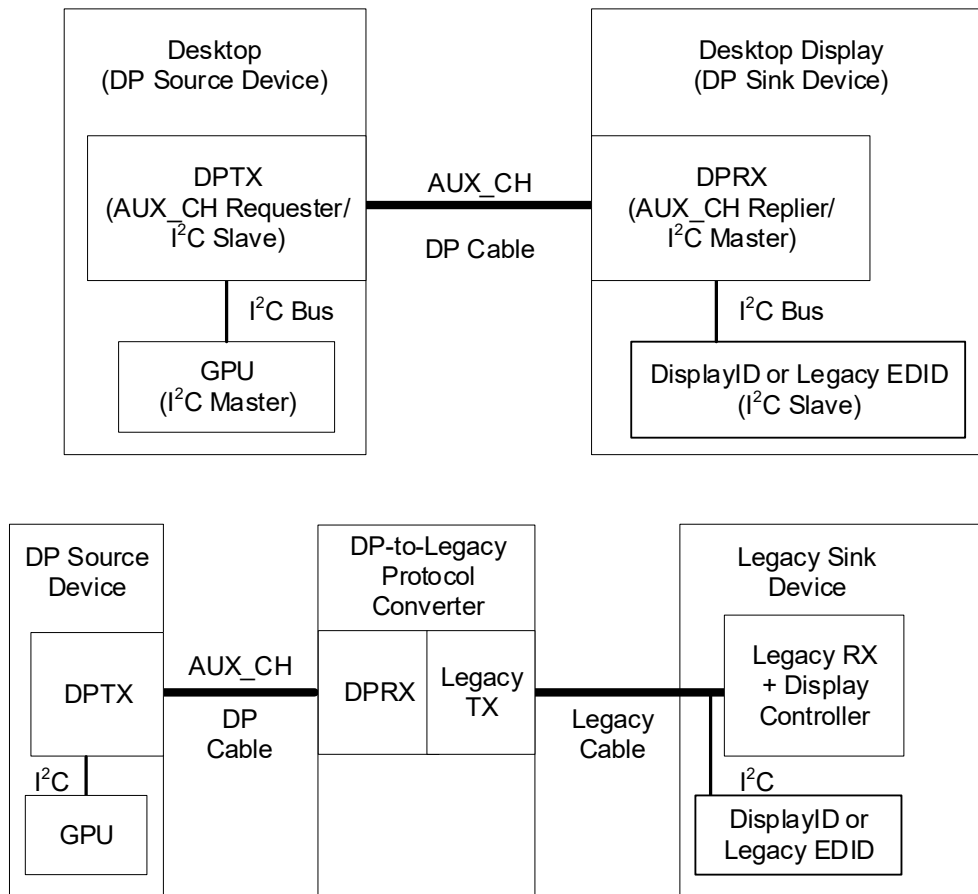 Desktop
(DP Source Device)
Desktop Display
(DP Sink Device)
DPTX
(AUX_CH Requester/
I²C Slave)
AUX_CH
DP Cable
DPRX
(AUX_CH Replier/
I²C Master)
I²C Bus
I²C Bus
GPU
(I²C Master)
DisplayID or Legacy EDID
(I²C Slave)
DP Source
Device
DP-to-Legacy
Protocol
Converter
Legacy Sink
Device
DPTX
AUX_CH
DP
Cable
DPRX
Legacy
TX
Legacy
Cable
Legacy RX
+ Display
Controller
I²C
GPU
I²C
DisplayID or
Legacy EDID